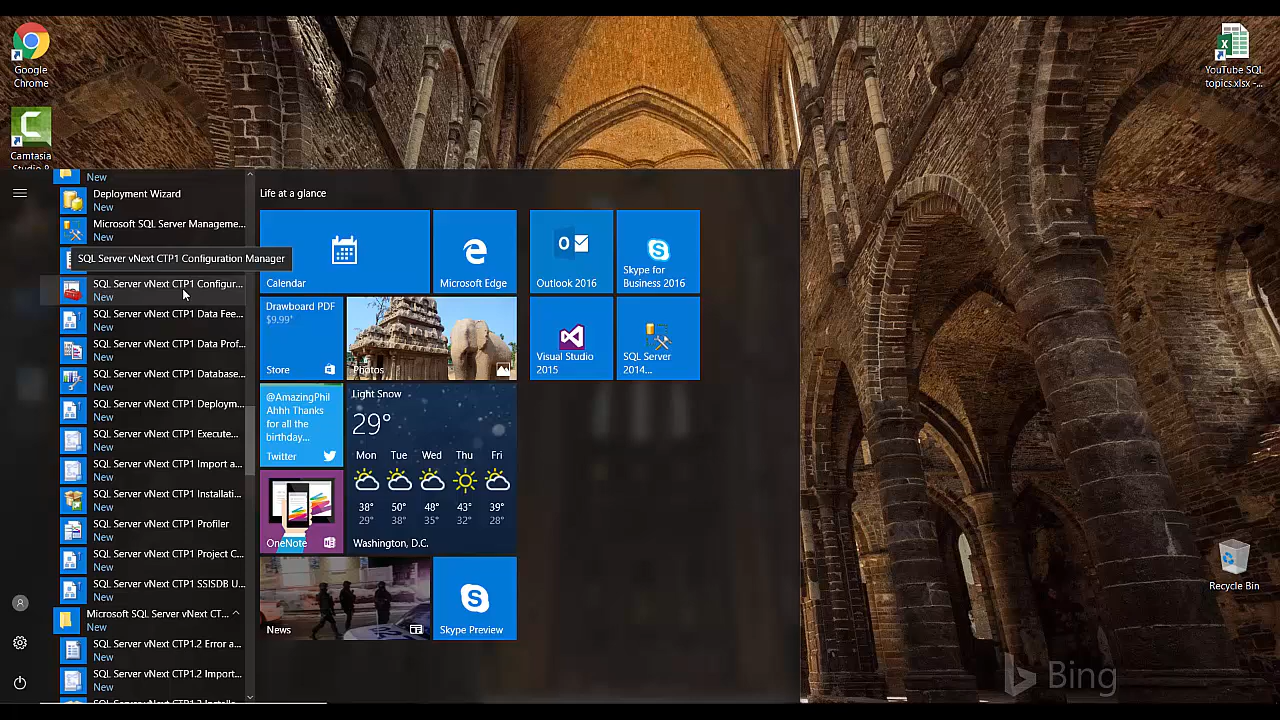 Google
Chrome
Camtasia
YouTube SQL
topics.xlsx -...
Recycle Bin
Bing
New
Deployment Wizard
New
Microsoft SQL Server Manageme...
New
SQL Server vNext CTP1 Configuration Manager
SQL Server vNext CTP1 Configur...
New
SQL Server vNext CTP1 Data Fee...
New
SQL Server vNext CTP1 Data Prof...
New
SQL Server vNext CTP1 Database...
New
SQL Server vNext CTP1 Deploym...
New
SQL Server vNext CTP1 Execute...
New
SQL Server vNext CTP1 Import a...
New
SQL Server vNext CTP1 Installati...
New
SQL Server vNext CTP1 Profiler
New
SQL Server vNext CTP1 Project C...
New
SQL Server vNext CTP1 SSISDB U...
New
Microsoft SQL Server vNext CT...
New
SQL Server vNext CTP1.2 Error a...
New
SQL Server vNext CTP1.2 Import...
New
Life at a glance
Calendar
Microsoft Edge
Outlook 2016
Skype for
Business 2016
Drawboard PDF
$9.99*
Store
Photos
Visual Studio
2015
SQL Server
2014...
@AmazingPhil
Ahhh Thanks
for all the
birthday...
Twitter
Light Snow
29°
Mon Tue Wed Thu Fri
38° 50° 48° 43° 39°
29° 38° 35° 32° 28°
Washington, D.C.
OneNote
News
Skype Preview